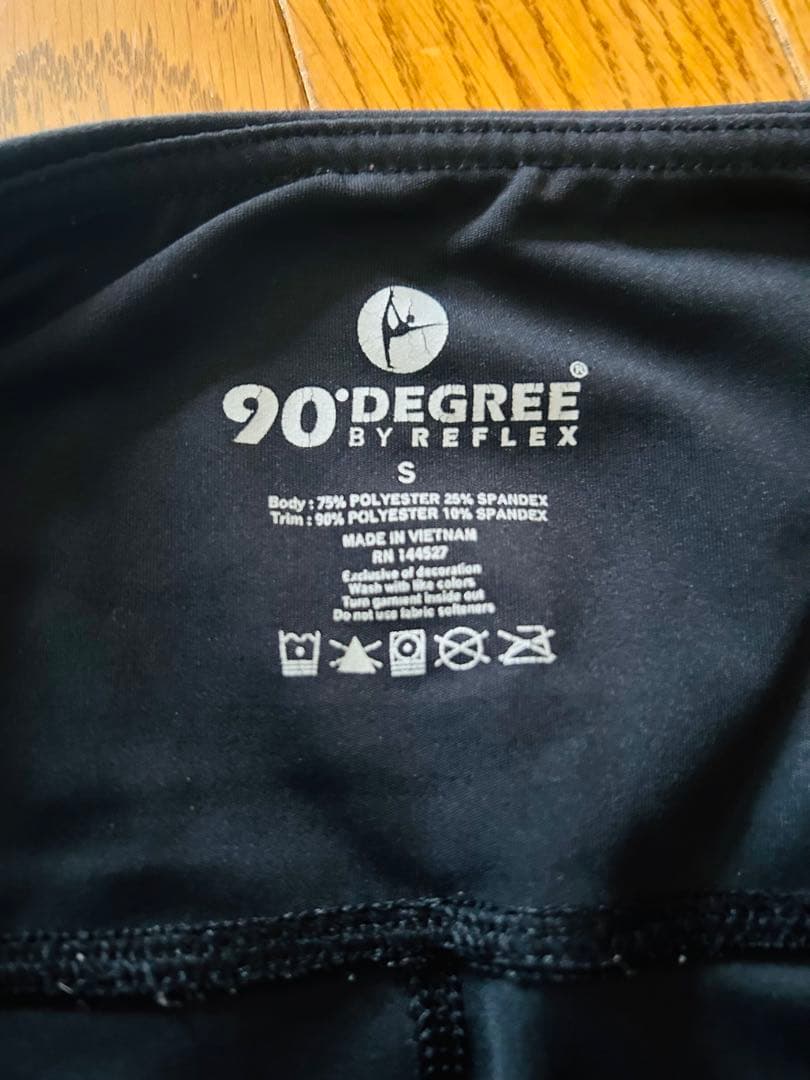 90°DEGREE®
BY REFLEX
S
Body : 75% POLYESTER 25% SPANDEX
Trim : 90% POLYESTER 10% SPANDEX
MADE IN VIETNAM
RN 144527
Exclusive of decoration
Wash with like colors
Turn garment inside out
Do not use fabric softeners